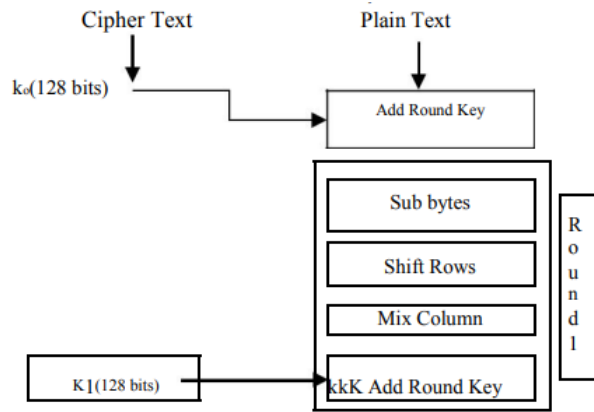 Cipher Text
Plain Text
k₀(128 bits)
Add Round Key
Sub bytes
Shift Rows
Mix Column
Round1
K1(128 bits)
kkK Add Round Key